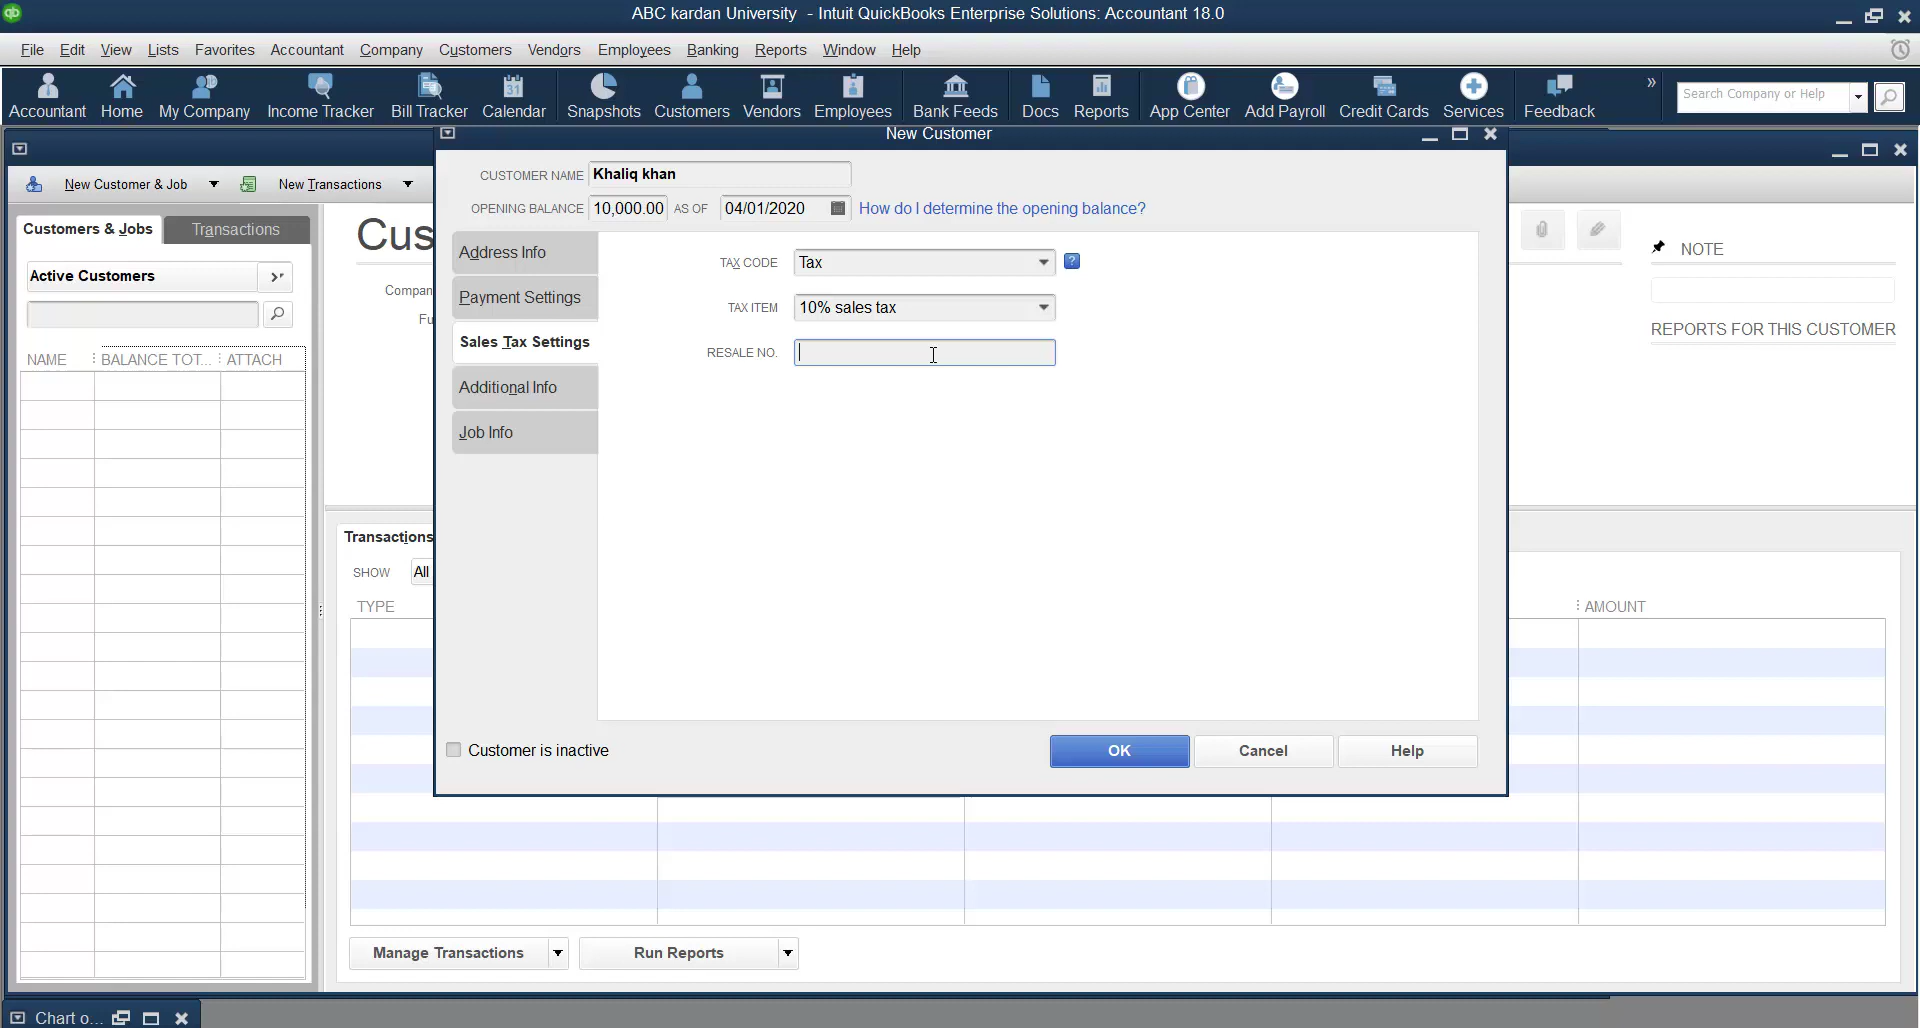 ABC kardan University - Intuit QuickBooks Enterprise Solutions: Accountant 18.0
File Edit View Lists Favorites Accountant Company Customers Vendors Employees Banking Reports Window Help
Accountant Home My Company Income Tracker Bill Tracker Calendar Snapshots Customers Vendors Employees Bank Feeds Docs Reports App Center Add Payroll Credit Cards Services Feedback
31
Search Company or Help
New Customer
New Customer & Job New Transactions
CUSTOMER NAME Khaliq khan
OPENING BALANCE 10,000.00 AS OF 04/01/2020 How do I determine the opening balance?
Customers & Jobs Transactions
Cus
NOTE
Active Customers
Compan
Fu
REPORTS FOR THIS CUSTOMER
NAME BALANCE TOT... ATTACH
Address Info
Payment Settings
Sales Tax Settings
Additional Info
Job Info
TAX CODE Tax ?
TAX ITEM 10% sales tax
RESALE NO.
Transactions
SHOW All
TYPE AMOUNT
Customer is inactive
OK Cancel Help
Manage Transactions Run Reports
Chart o...